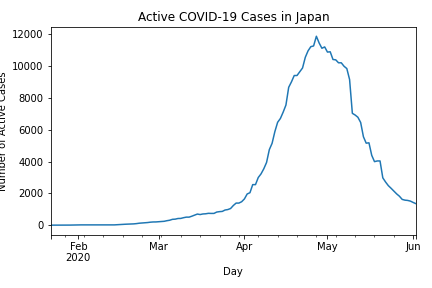 Active COVID-19 Cases in Japan
Number of Active Cases
12000
10000
8000
6000
4000
2000
0
Feb Mar Apr May Jun
2020
Day